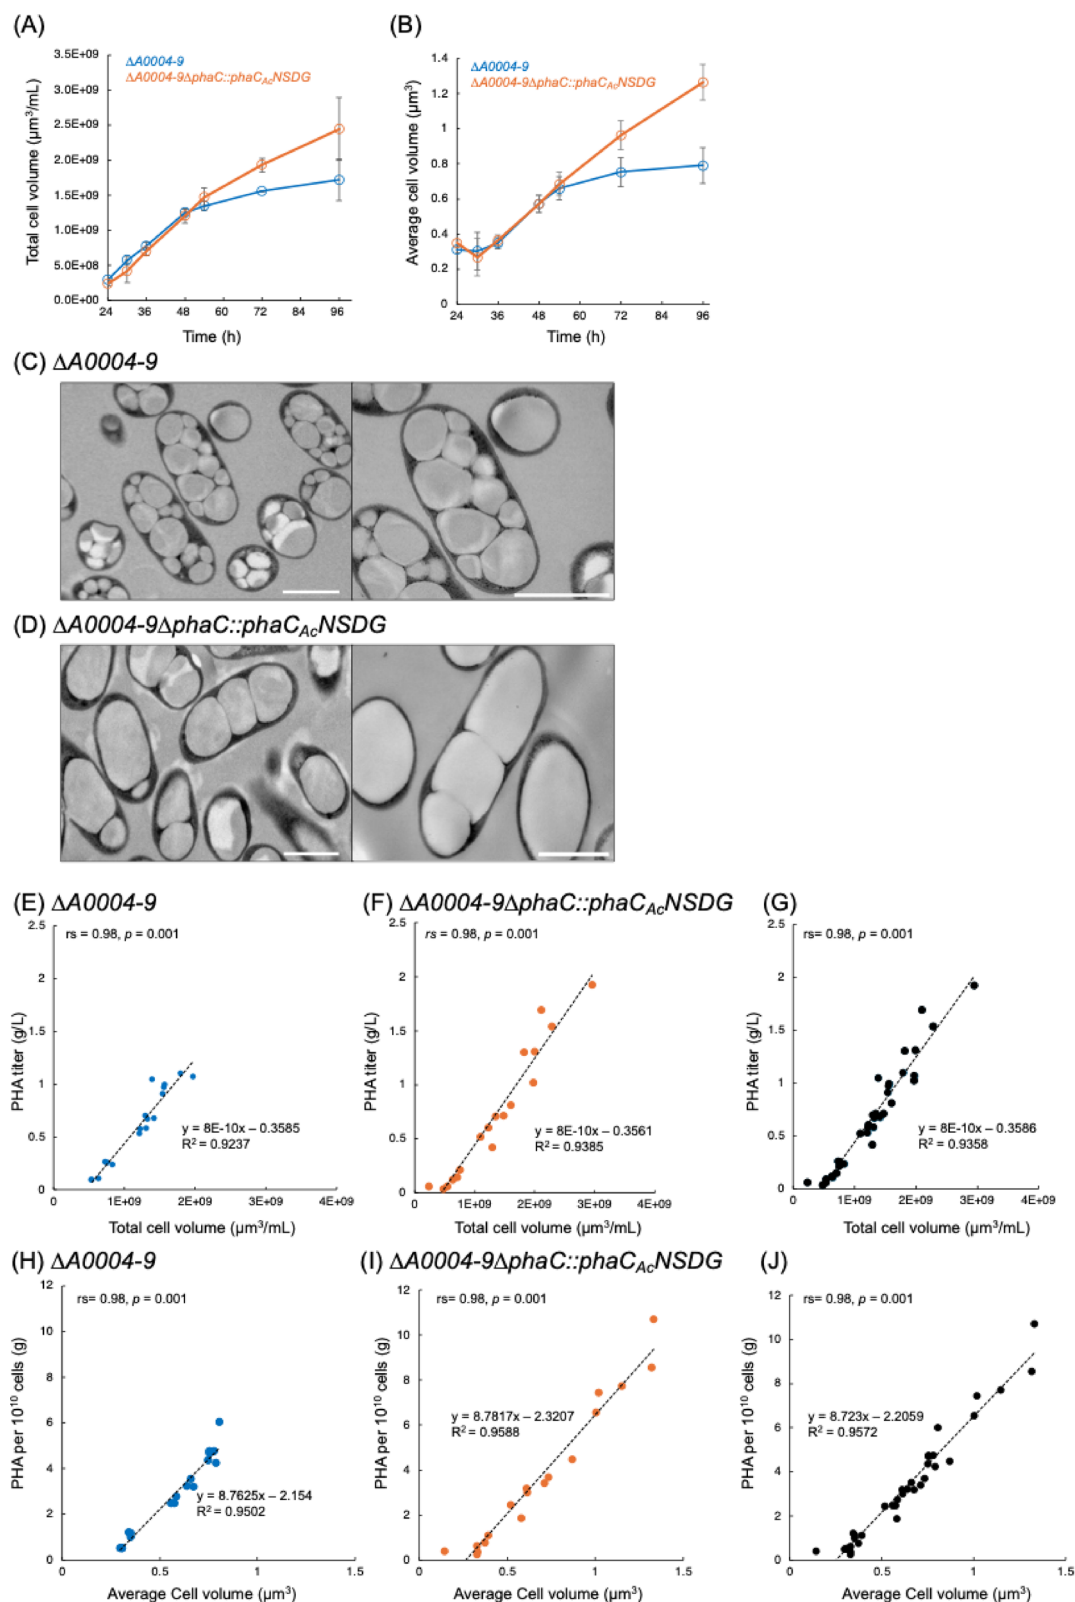 (A)
(B)
ΔA0004-9
ΔA0004-9ΔphaC::phaCAcNSDG
3.5E+09
3.0E+09
2.5E+09
2.0E+09
1.5E+09
1.0E+09
5.0E+08
0.0E+00
Total cell volume (μm³/mL)
24 36 48 60 72 84 96
Time (h)
ΔA0004-9
ΔA0004-9ΔphaC::phaCAcNSDG
1.4
1.2
1
0.8
0.6
0.4
0.2
0
Average cell volume (μm³)
24 36 48 60 72 84 96
Time (h)
(C) ΔA0004-9
(D) ΔA0004-9ΔphaC::phaCAcNSDG
(E) ΔA0004-9
2.5
2
1.5
1
0.5
0
PHA titer (g/L)
rs = 0.98, p = 0.001
y = 8E-10x – 0.3585
R² = 0.9237
0 1E+09 2E+09 3E+09 4E+09
Total cell volume (μm³/mL)
(F) ΔA0004-9ΔphaC::phaCAcNSDG
2.5
2
1.5
1
0.5
0
PHA titer (g/L)
rs = 0.98, p = 0.001
y = 8E-10x – 0.3561
R² = 0.9385
0 1E+09 2E+09 3E+09 4E+09
Total cell volume (μm³/mL)
(G)
2.5
2
1.5
1
0.5
0
PHA titer (g/L)
rs= 0.98, p = 0.001
y = 8E-10x – 0.3586
R² = 0.9358
0 1E+09 2E+09 3E+09 4E+09
Total cell volume (μm³/mL)
(H) ΔA0004-9
12
10
8
6
4
2
0
PHA per 10¹⁰ cells (g)
rs= 0.98, p = 0.001
y = 8.7625x – 2.154
R² = 0.9502
0 0.5 1 1.5
Average Cell volume (μm³)
(I) ΔA0004-9ΔphaC::phaCAcNSDG
12
10
8
6
4
2
0
PHA per 10¹⁰ cells (g)
rs= 0.98, p = 0.001
y = 8.7817x – 2.3207
R² = 0.9588
0 0.5 1 1.5
Average Cell volume (μm³)
(J)
12
10
8
6
4
2
0
PHA per 10¹⁰ cells (g)
rs= 0.98, p = 0.001
y = 8.723x – 2.2059
R² = 0.9572
0 0.5 1 1.5
Average Cell volume (μm³)